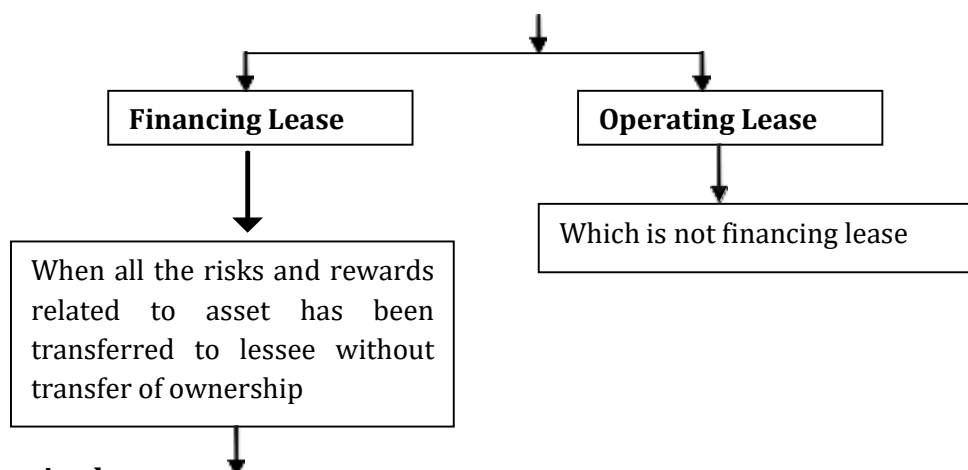 Financing Lease
Operating Lease
Which is not financing lease
When all the risks and rewards
related to asset has been
transferred to lessee without
transfer of ownership